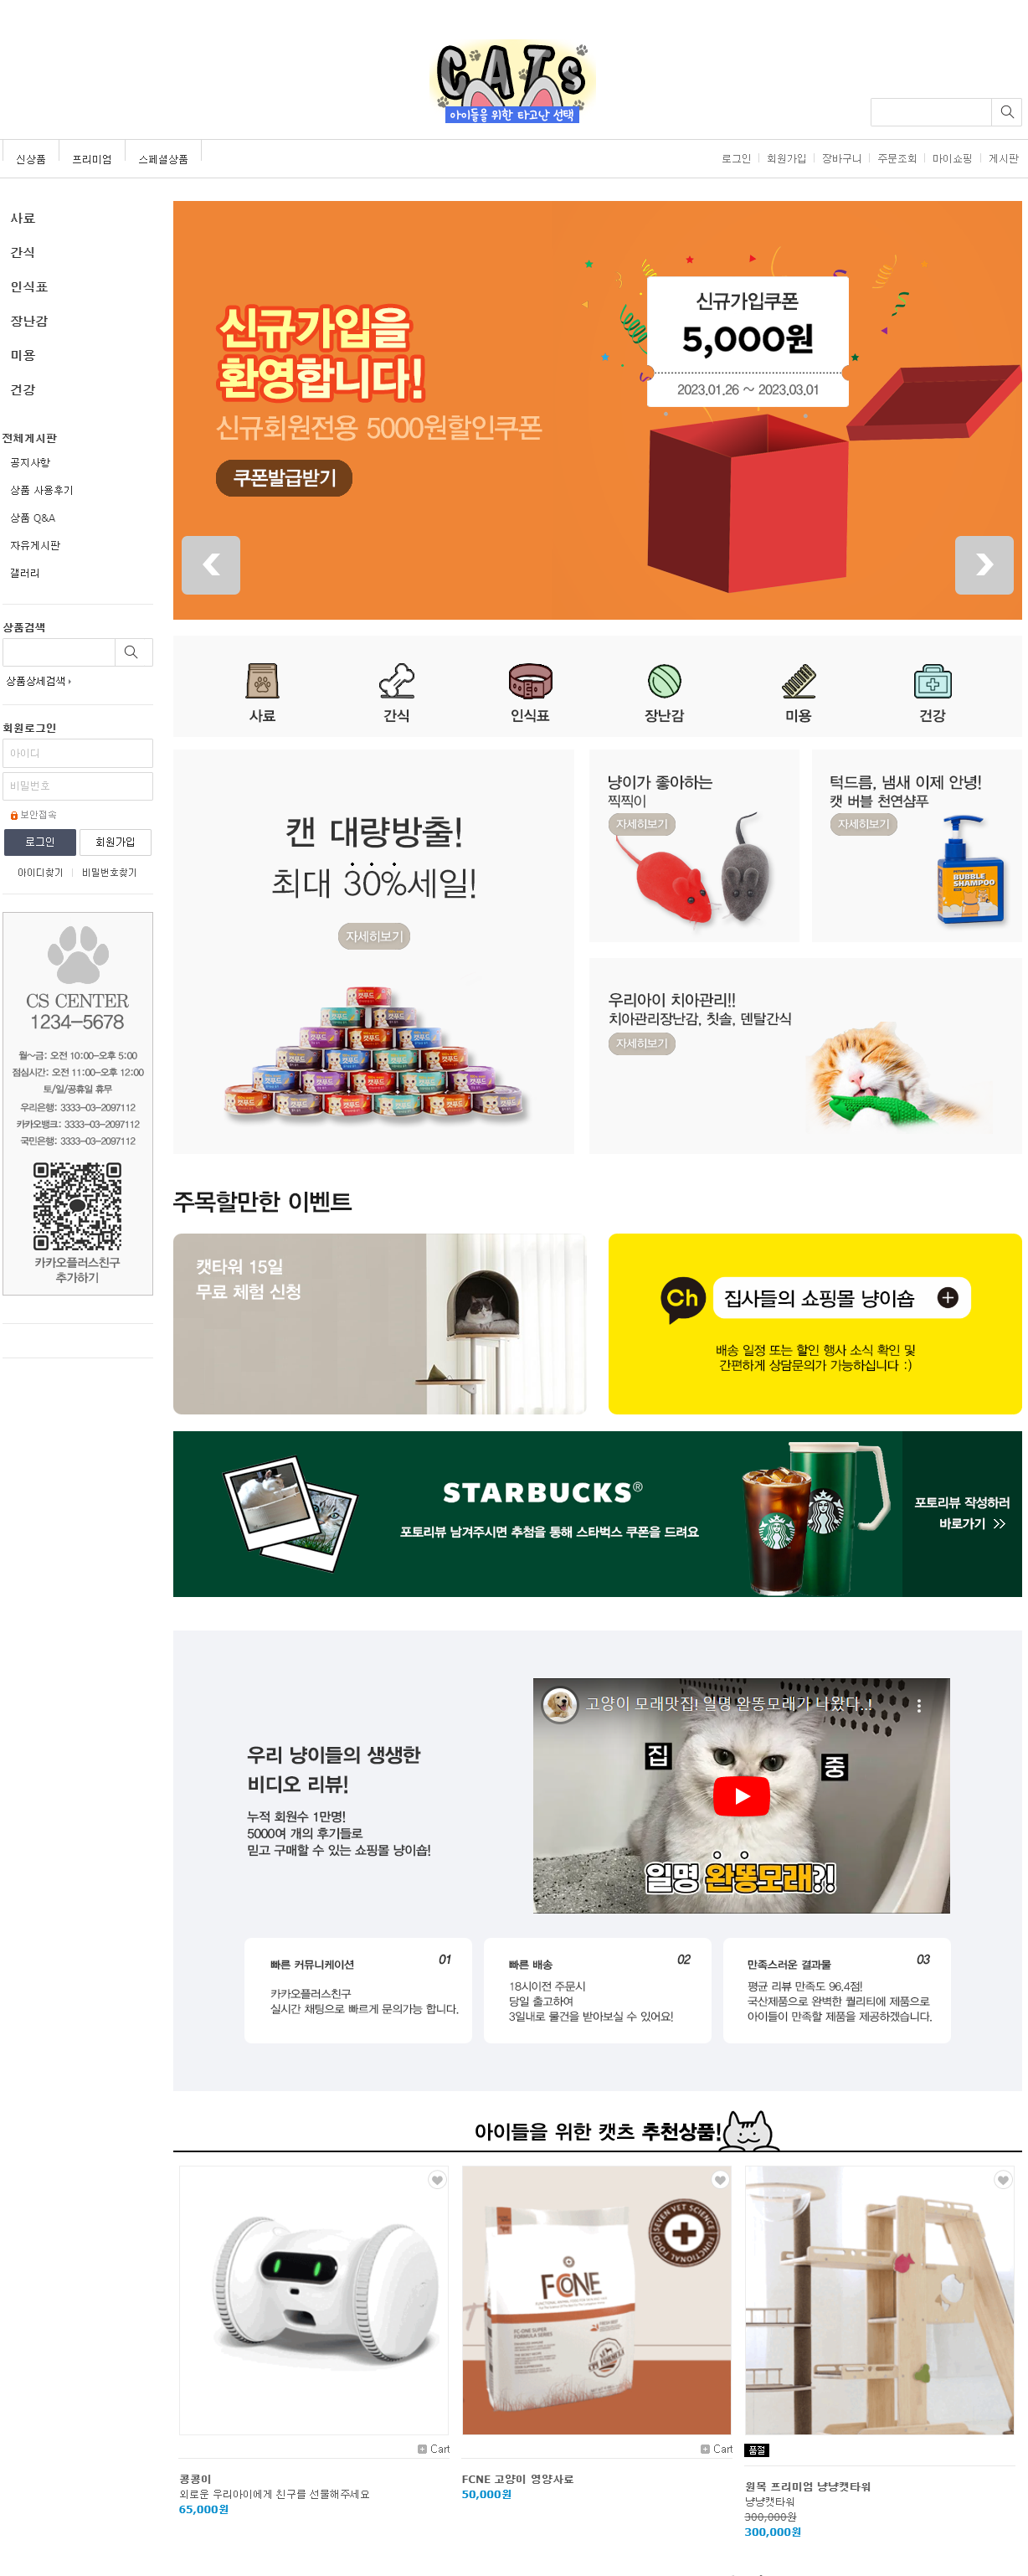 CATs
아이들을 위한 타고난 선택
신상품
프리미엄
스페셜상품
로그인
회원가입
장바구니
주문조회
마이쇼핑
게시판
사료
간식
인식표
장난감
미용
건강
전체게시판
공지사항
상품 사용후기
상품 Q&A
자유게시판
갤러리
상품검색
상품상세검색
회원로그인
아이디
비밀번호
보안접속
로그인
회원가입
아이디찾기
비밀번호찾기
CS CENTER
1234-5678
월~금: 오전 10:00-오후 5:00
점심시간: 오전 11:00-오후 12:00
토/일/공휴일 휴무
우리은행: 3333-03-2097112
카카오뱅크: 3333-03-2097112
국민은행: 3333-03-2097112
카카오플러스친구
추가하기
신규가입을
환영합니다!
신규회원전용 5000원할인쿠폰
쿠폰발급받기
신규가입쿠폰
5,000원
2023.01.26 ~ 2023.03.01
사료
간식
인식표
장난감
미용
건강
캔 대량방출!
최대 30%세일!
자세히보기
냥이가 좋아하는
찍찍이
자세히보기
턱드름, 냄새 이제 안녕!
캣 버블 천연샴푸
자세히보기
BUBBLE
SHAMPOO
우리아이 치아관리!!
치아관리장난감, 칫솔, 덴탈간식
자세히보기
주목할만한 이벤트
캣타워 15일
무료 체험 신청
Ch
집사들의 쇼핑몰 냥이숍
배송 일정 또는 할인 행사 소식 확인 및
간편하게 상담문의가 가능하십니다 :)
STARBUCKS®
포토리뷰 남겨주시면 추첨을 통해 스타벅스 쿠폰을 드려요
포토리뷰 작성하러
바로가기
우리 냥이들의 생생한
비디오 리뷰!
누적 회원수 1만명!
5000여 개의 후기들로
믿고 구매할 수 있는 쇼핑몰 냥이숍!
고양이 모래맛집! 일명 완똥모래가 나왔다..!
집
중
일명 완똥모래?!
빠른 커뮤니케이션
01
카카오플러스친구
실시간 채팅으로 빠르게 문의가능 합니다.
빠른 배송
02
18시이전 주문시
당일 출고하여
3일내로 물건을 받아보실 수 있어요!
만족스러운 결과물
03
평균 리뷰 만족도 96.4점!
국산제품으로 완벽한 퀄리티에 제품으로
아이들이 만족할 제품을 제공하겠습니다.
아이들을 위한 캣츠 추천상품!
SEVEN VET SCIENCE
FUNCTIONAL FOOD
FCONE
Cart
콩콩이
외로운 우리아이에게 친구를 선물해주세요
65,000원
Cart
FCNE 고양이 영양사료
50,000원
품절
원목 프리미엄 냥냥캣타워
냥냥캣타워
300,000원
300,000원